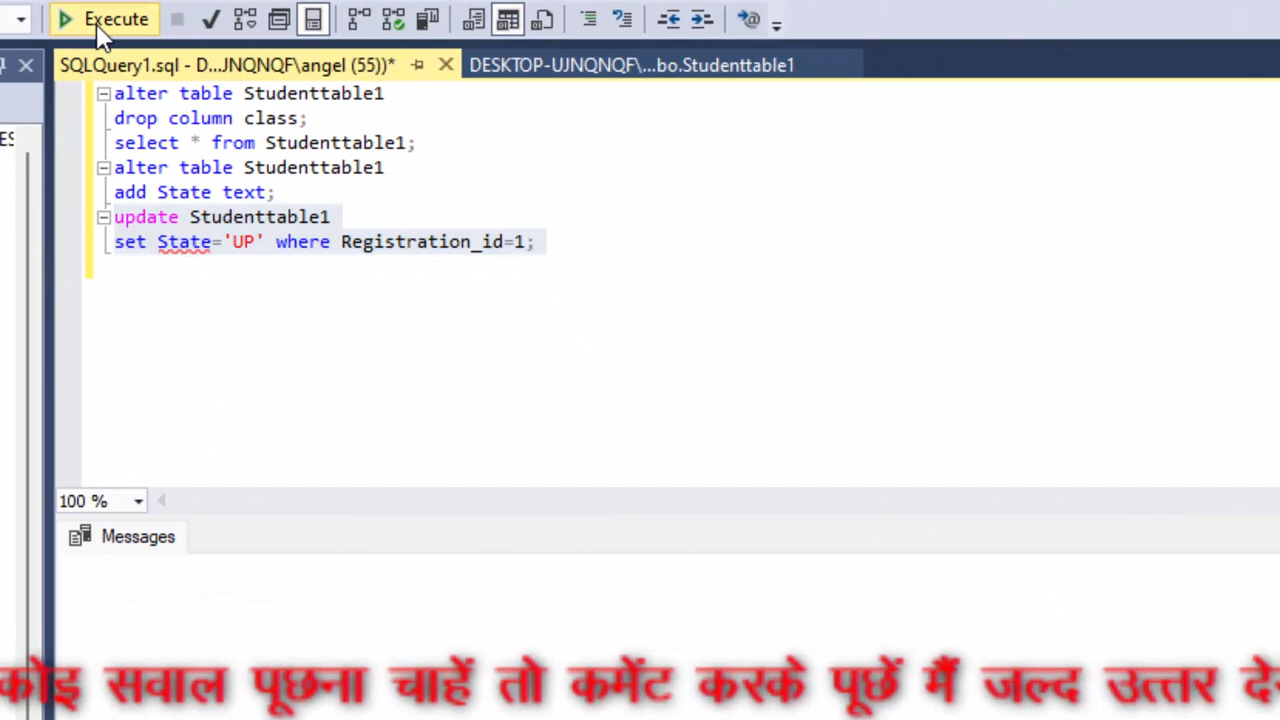 Execute
SQLQuery1.sql - D...JNQNQF\angel (55))*
DESKTOP-UJNQNQF\...bo.Studenttable1
alter table Studenttable1
drop column class;
ES
select * from Studenttable1;
alter table Studenttable1
add State text;
update Studenttable1
set State='UP' where Registration_id=1;
100 %
Messages
कोइ सवाल पूछना चाहें तो कमेंट करके पूछें मैं जल्द उत्तर